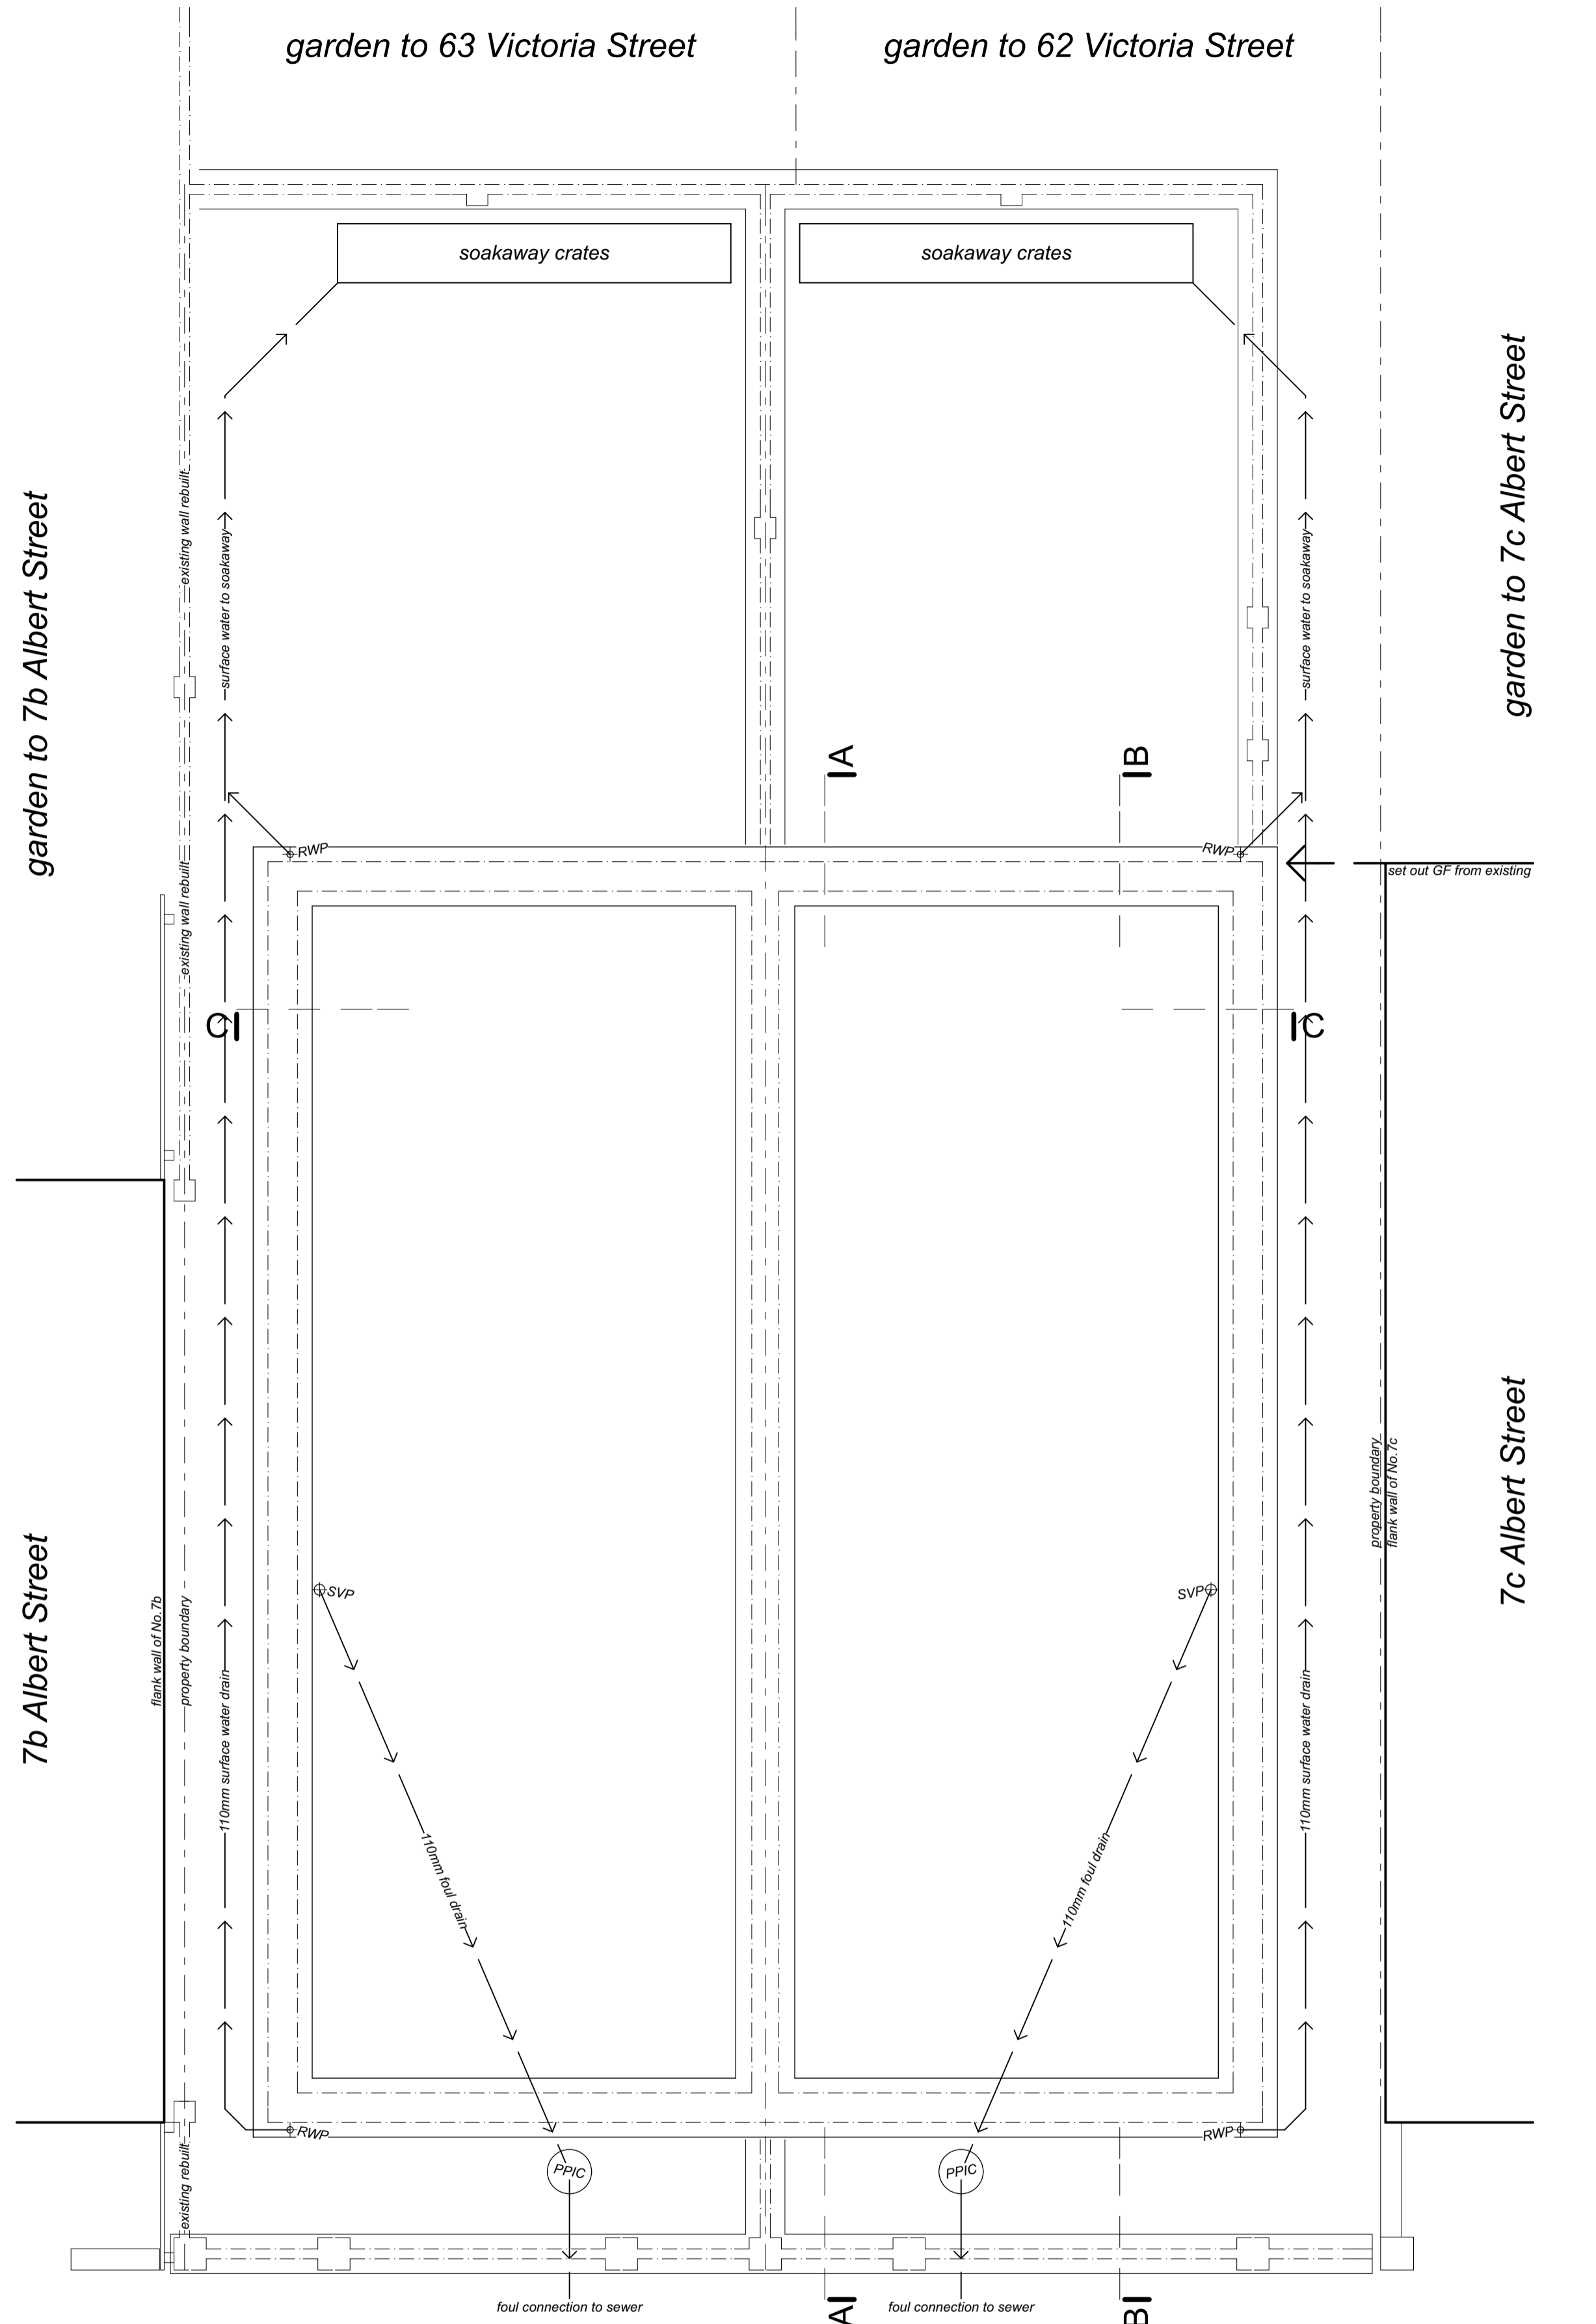 garden to 63 Victoria Street
garden to 62 Victoria Street
soakaway crates
soakaway crates
garden to 7b Albert Street
existing wall rebuilt
surface water to soakaway
surface water to soakaway
garden to 7c Albert Street
A
B
RWP
RWP
set out GF from existing
existing wall rebuilt
C
C
7b Albert Street
flank wall of No.7b
property boundary
110mm surface water drain
SVP
SVP
110mm foul drain
110mm foul drain
110mm surface water drain
property boundary
flank wall of No.7c
7c Albert Street
RWP
RWP
existing rebuilt
PPIC
PPIC
foul connection to sewer
A
foul connection to sewer
B